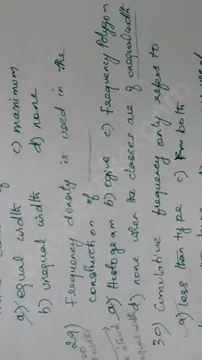 a) equal width c) maximum
b) unequal width d) none
29) Frequency density is used in the
construction of
a) Histogram b) ogive c) Frequency Polygon
d) none when the classes are of unequal width
30) Cumulative frequency only refers to
a) less than type c) both